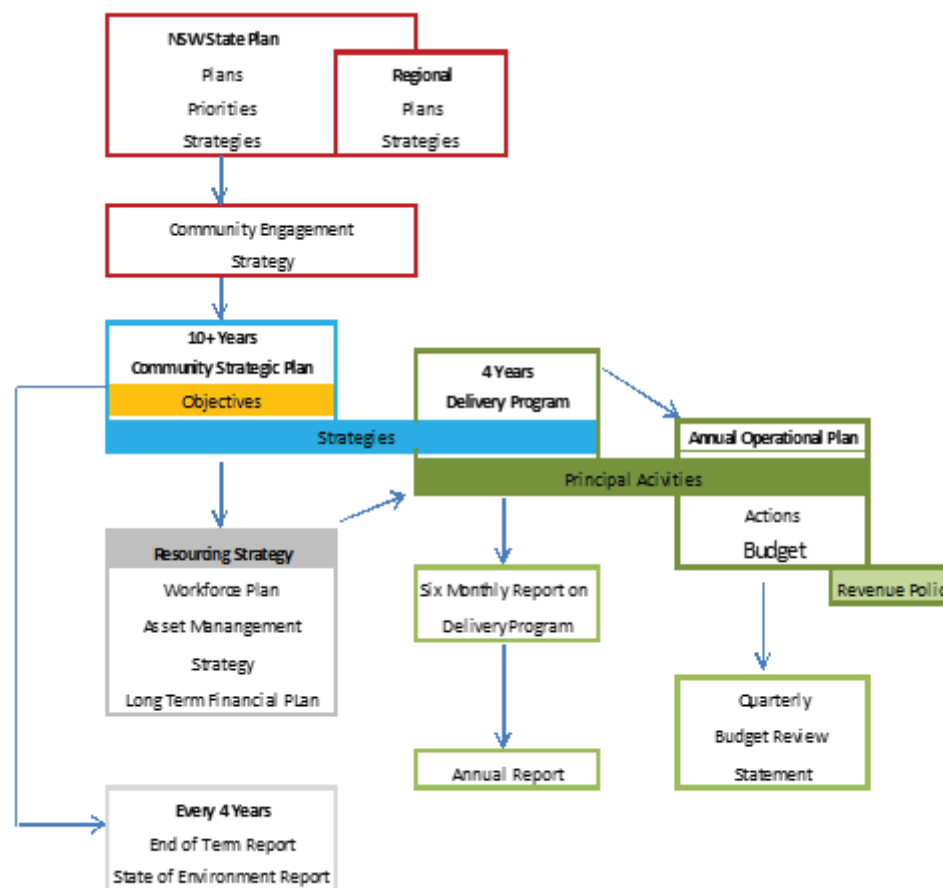 NSW State Plan
Plans
Priorities
Strategies
Regional
Plans
Strategies
Community Engagement
Strategy
10+ Years
Community Strategic Plan
Objectives
Strategies
4 Years
Delivery Program
Annual Operational Plan
Principal Acivities
Actions
Budget
Revenue Polic
Resourcing Strategy
Workforce Plan
Asset Manangement
Strategy
Long Term Financial Plan
Six Monthly Report on
Delivery Program
Annual Report
Quarterly
Budget Review
Statement
Every 4 Years
End of Term Report
State of Environment Report